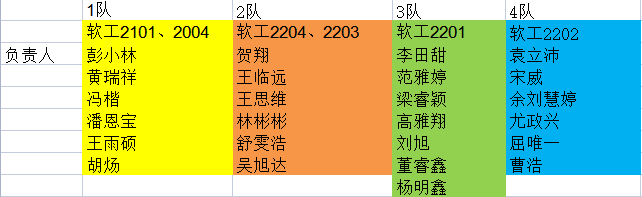 1队 2队 3队 4队
软工2101、2004 软工2204、2203 软工2201 软工2202
负责人 彭小林 贺翔 李田甜 袁立沛
黄瑞祥 王临远 范雅婷 宋威
冯楷 王思维 梁睿颖 余刘慧婷
潘恩宝 林彬彬 高雅翔 尤政兴
王雨硕 舒雯浩 刘旭 屈唯一
胡炀 吴旭达 董睿鑫 曹浩
杨明鑫